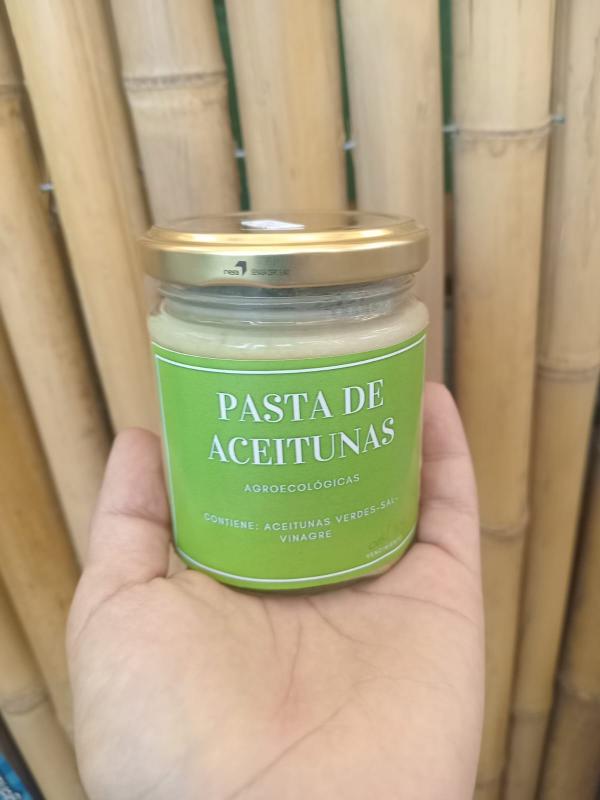 PASTA DE
ACEITUNAS
AGROECOLÓGICAS
CONTIENE: ACEITUNAS VERDES-SAL-
VINAGRE